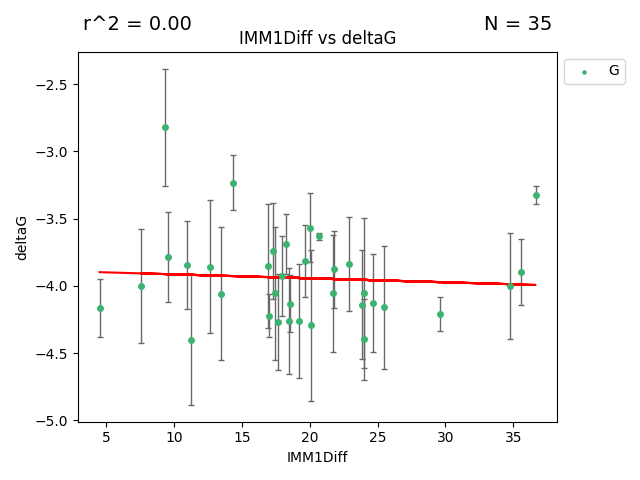 r^2 = 0.00
N = 35
IMM1Diff vs deltaG
G
−2.5
−3.0
−3.5
−4.0
−4.5
−5.0
deltaG
5 10 15 20 25 30 35
IMM1Diff